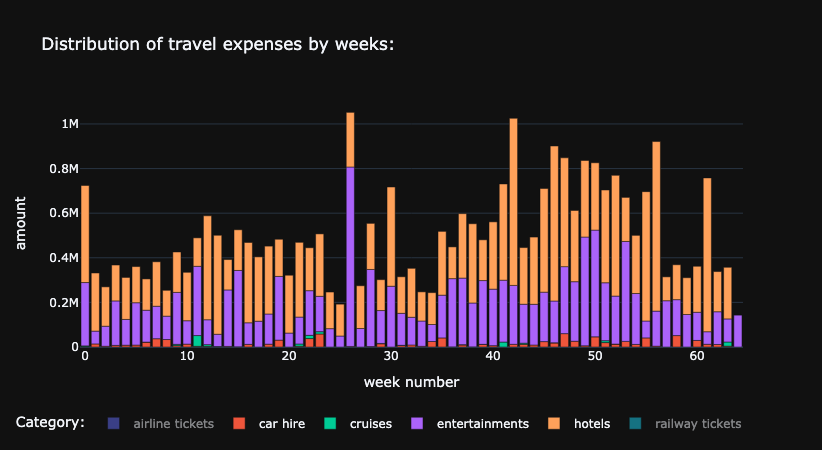 Distribution of travel expenses by weeks:
1M
0.8M
0.6M
0.4M
0.2M
0
amount
0 10 20 30 40 50 60
week number
Category: airline tickets car hire cruises entertainments hotels railway tickets